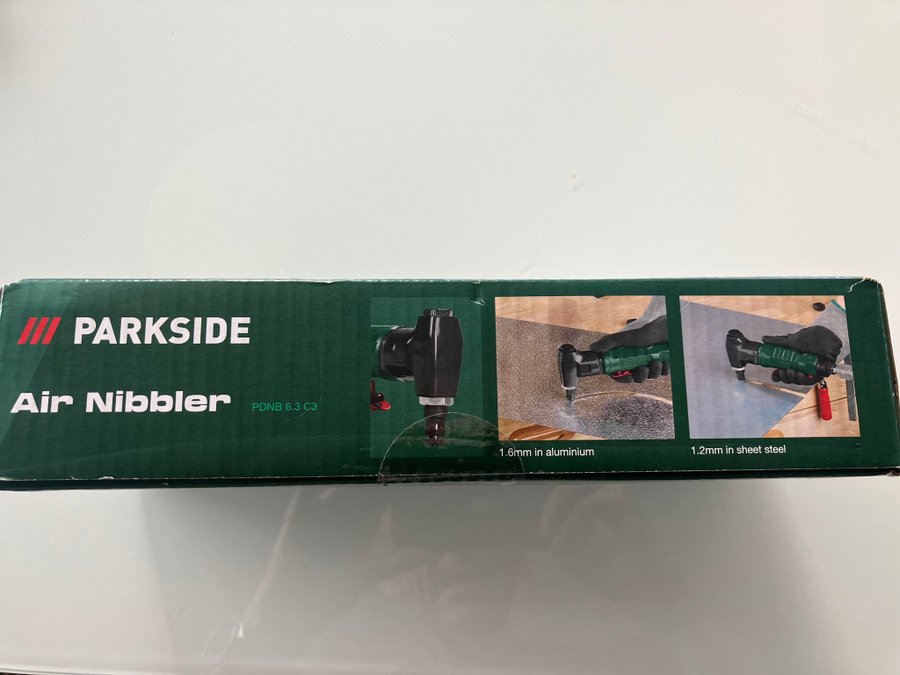 PARKSIDE
Air Nibbler PDNB 6.3 C3
1.6mm in aluminium
1.2mm in sheet steel